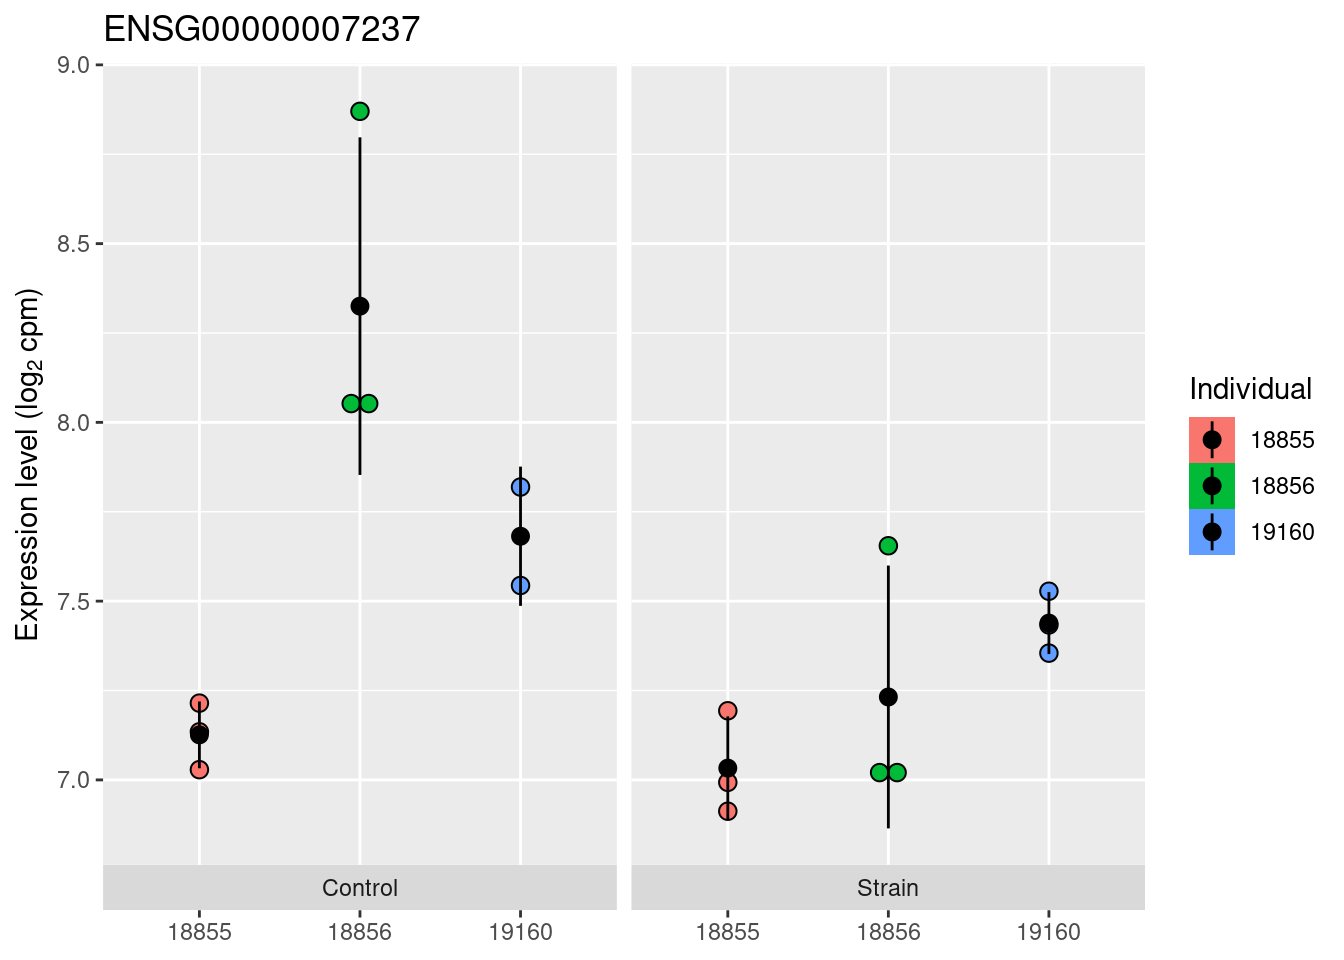 ENSG00000007237
Expression level (log₂ cpm)
9.0
8.5
8.0
7.5
7.0
Control
Strain
18855
18856
19160
18855
18856
19160
Individual
18855
18856
19160